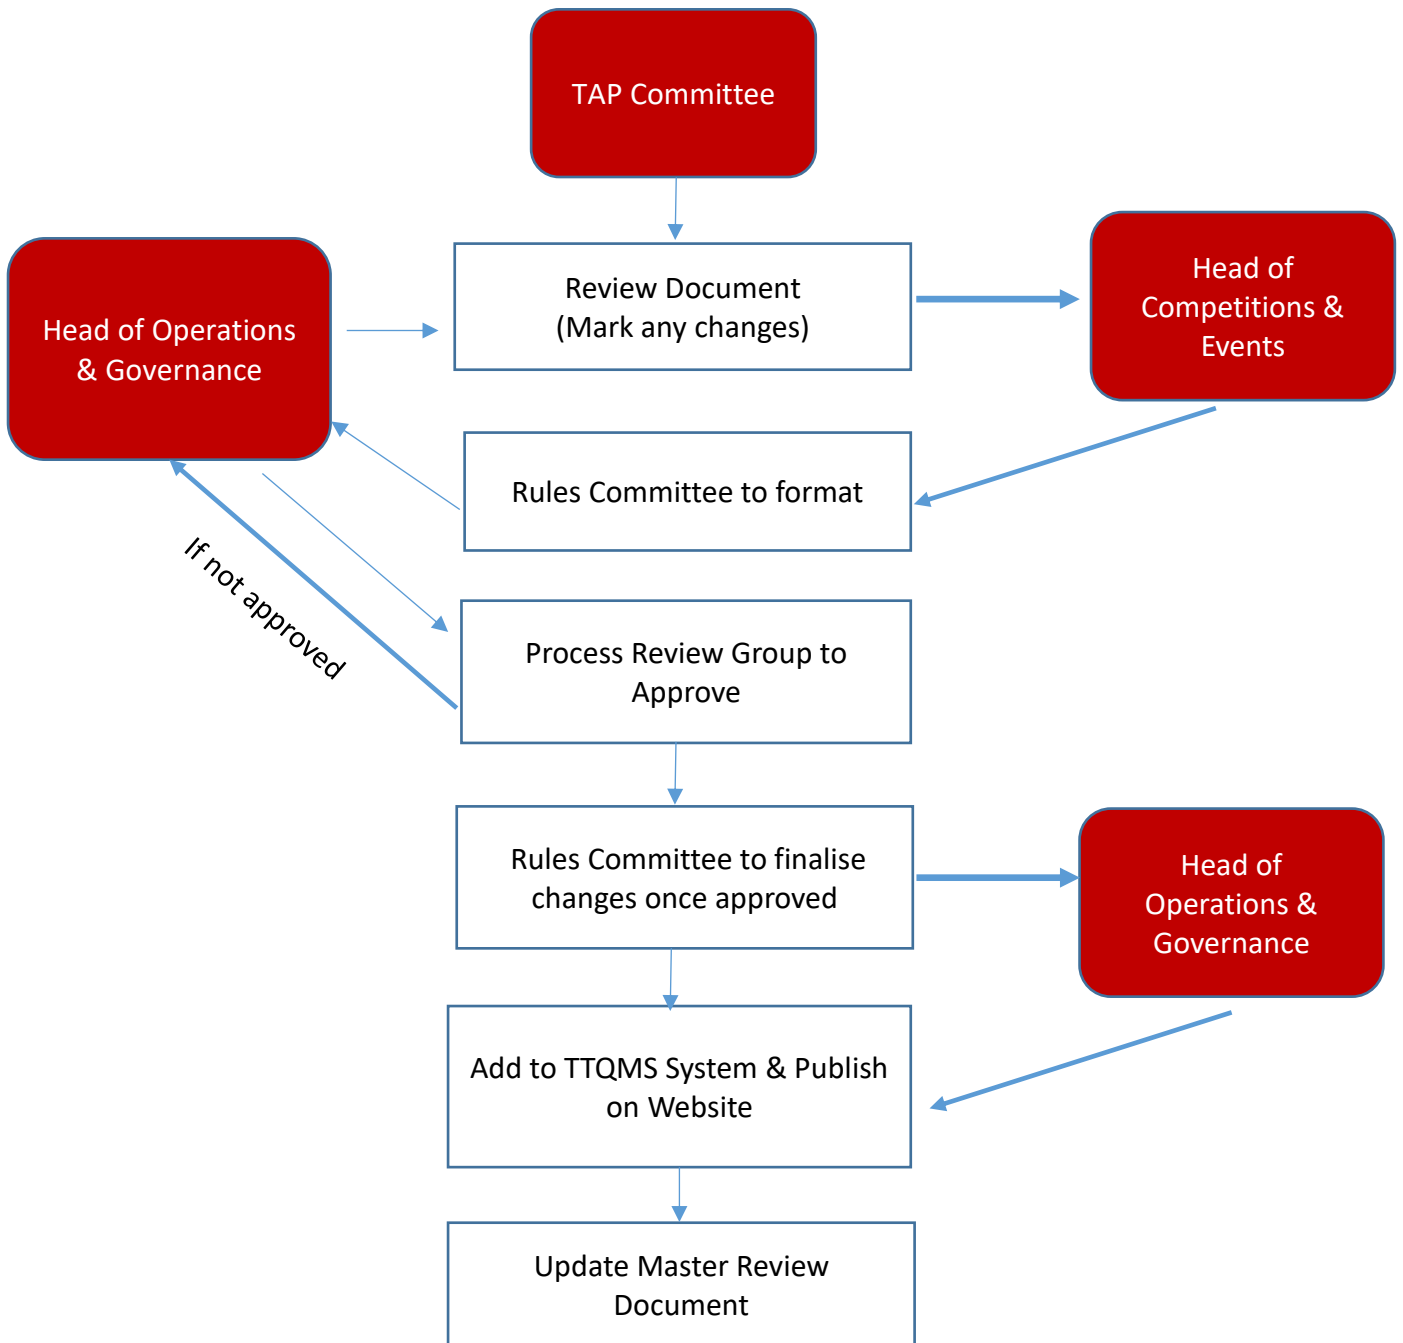 TAP Committee
Review Document
(Mark any changes)
Head of
Competitions &
Events
Head of Operations
& Governance
Rules Committee to format
If not approved
Process Review Group to
Approve
Rules Committee to finalise
changes once approved
Head of
Operations &
Governance
Add to TTQMS System & Publish
on Website
Update Master Review
Document